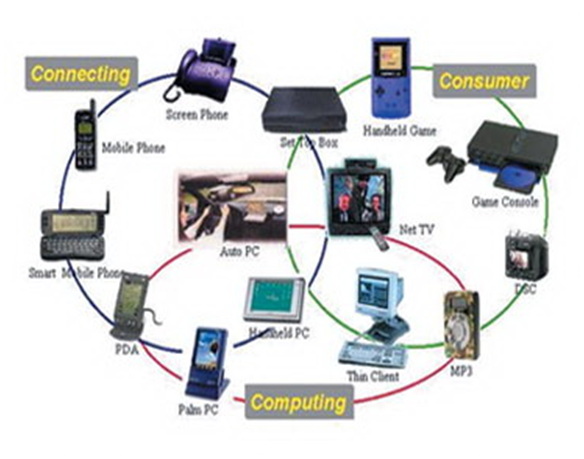 Connecting
Consumer
Screen Phone
Set Top Box
Handheld Game
Mobile Phone
Game Console
Auto PC
Net TV
Smart Mobile Phone
DSC
PDA
Handheld PC
Thin Client
MP3
Palm PC
Computing